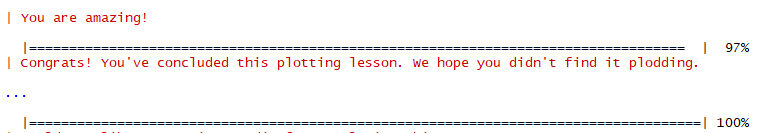 | You are amazing!
|==================================================================================== | 97%
| Congrats! You've concluded this plotting lesson. We hope you didn't find it plodding.
...
|======================================================================================| 100%